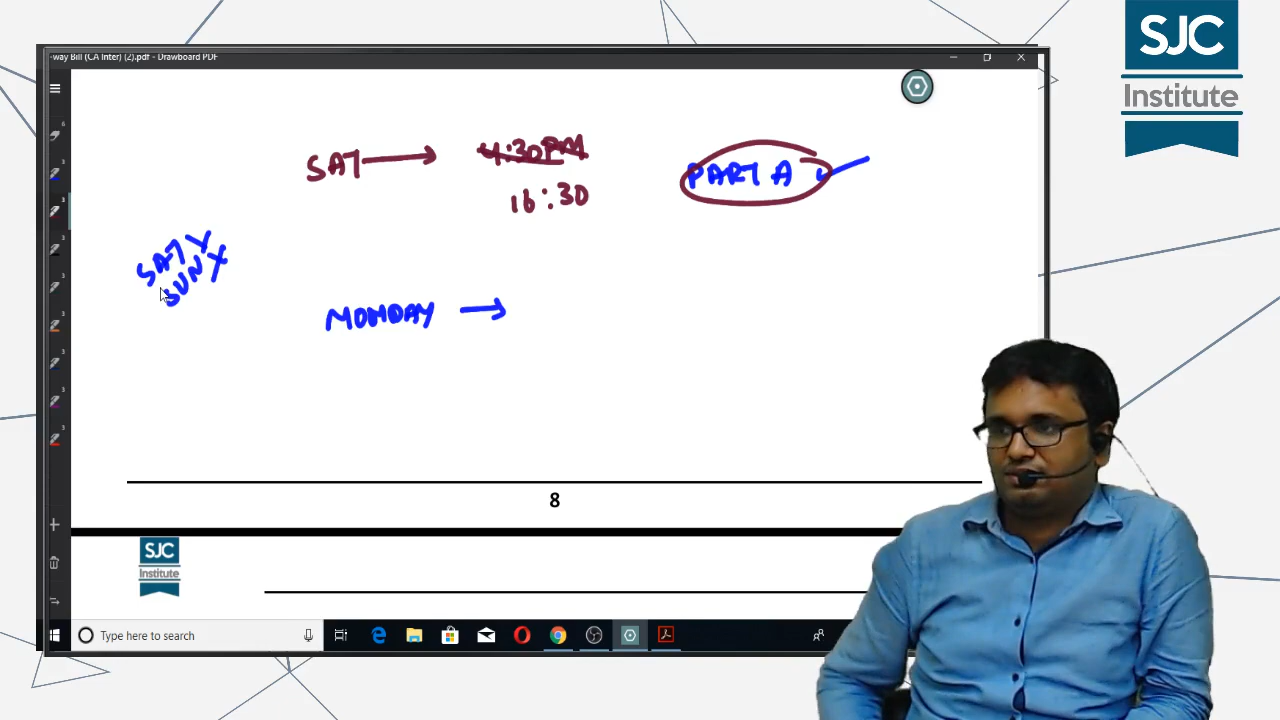 SJC
Institute
-way Bill (CA Inter) (2).pdf - Drawboard PDF
SAT → 4:30PM PART A ✓
16:30
SAT X
SUN X
MONDAY →
8
SJC
Institute
Type here to search